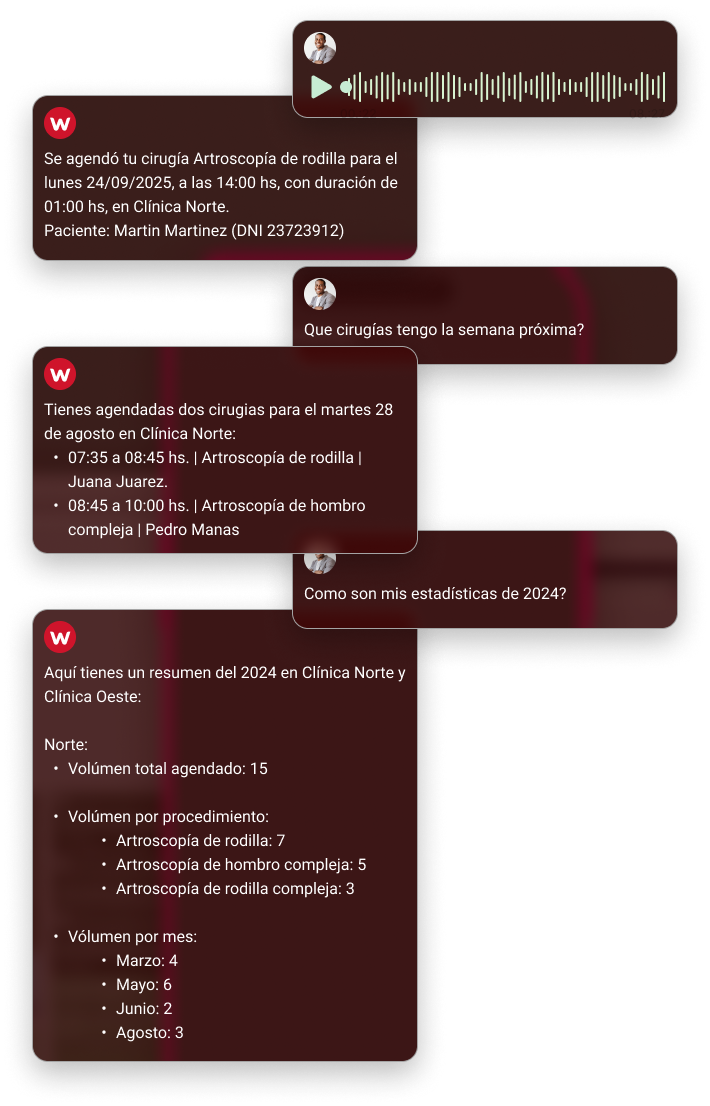 w
Se agendó tu cirugía Artroscopía de rodilla para el
lunes 24/09/2025, a las 14:00 hs, con duración de
01:00 hs, en Clínica Norte.
Paciente: Martin Martinez (DNI 23723912)
Que cirugías tengo la semana próxima?
w
Tienes agendadas dos cirugias para el martes 28
de agosto en Clínica Norte:
• 07:35 a 08:45 hs. | Artroscopía de rodilla |
Juana Juarez.
• 08:45 a 10:00 hs. | Artroscopía de hombro
compleja | Pedro Manas
Como son mis estadísticas de 2024?
w
Aquí tienes un resumen del 2024 en Clínica Norte y
Clínica Oeste:
Norte:
• Volúmen total agendado: 15
• Volúmen por procedimiento:
• Artroscopía de rodilla: 7
• Artroscopía de hombro compleja: 5
• Artroscopía de rodilla compleja: 3
• Vólumen por mes:
• Marzo: 4
• Mayo: 6
• Junio: 2
• Agosto: 3